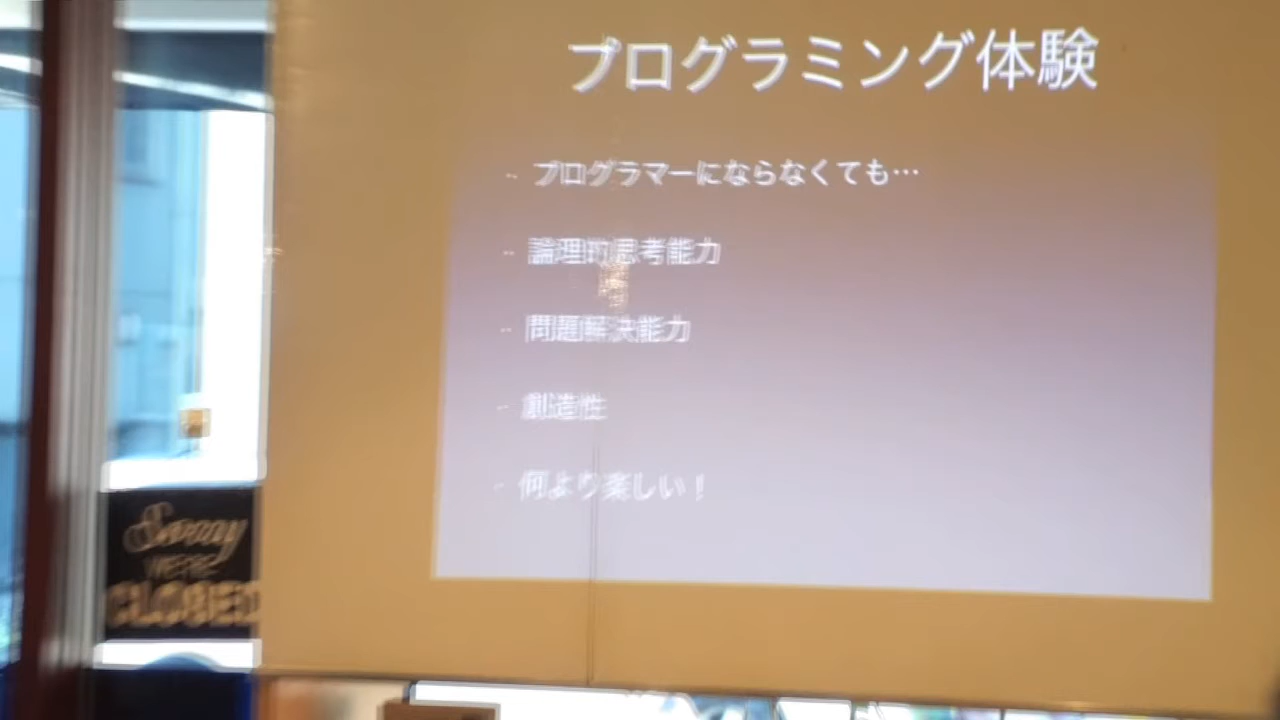 プログラミング体験
- プログラマーにならなくても…
- 論理的思考能力
- 問題解決能力
- 創造性
- 何より楽しい！
Sorry
WE'RE
CLOSED